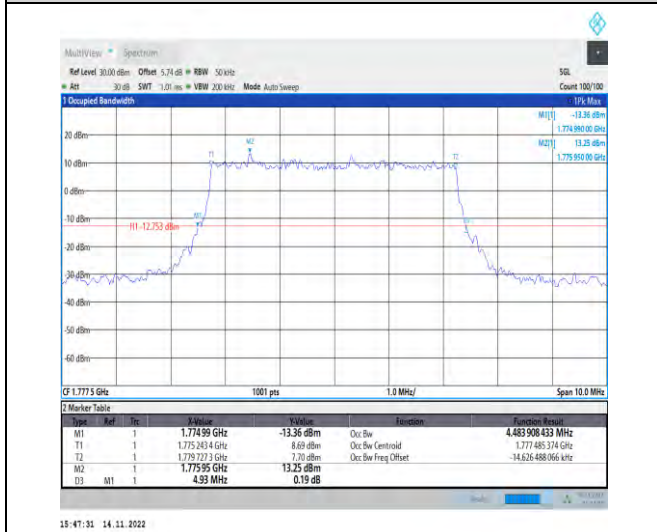 MultiView Spectrum
Ref Level 30.00 dBm Offset 5.74 dB RBW 50 kHz SGL
Att 30 dB SWT 1.01 ms VBW 200 kHz Mode Auto Sweep Count 100/100
1 Occupied Bandwidth 1Pk Max
M1[1] -13.36 dBm
1.774 990 00 GHz
M2[1] 13.25 dBm
1.775 950 00 GHz
20 dBm
M2
T1 T2
10 dBm
0 dBm
-10 dBm
M1
H1 -12.753 dBm
-20 dBm
-30 dBm
-40 dBm
-50 dBm
-60 dBm
CF 1.777 5 GHz 1001 pts 1.0 MHz/ Span 10.0 MHz
2 Marker Table
Type Ref Trc X-Value Y-Value Function Function Result
M1 1 1.774 99 GHz -13.36 dBm Occ Bw 4.483 908 433 MHz
T1 1 1.775 243 4 GHz 8.69 dBm Occ Bw Centroid 1.777 485 374 GHz
T2 1 1.779 727 3 GHz 7.70 dBm Occ Bw Freq Offset -14.626 488 066 kHz
M2 1 1.775 95 GHz 13.25 dBm
D3 M1 1 4.93 MHz 0.19 dB
15:47:31 14.11.2022